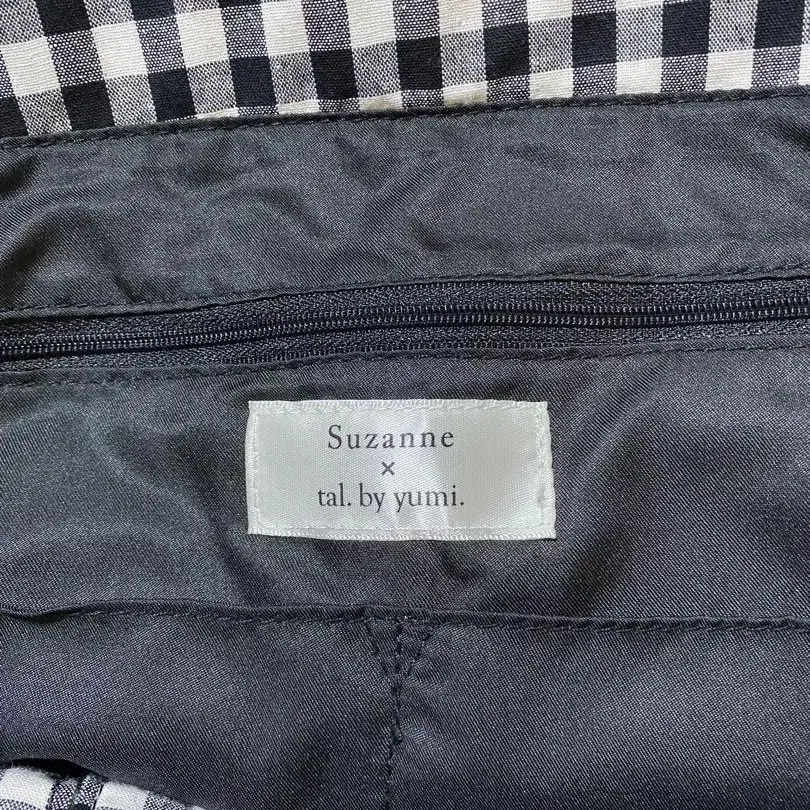 Suzanne
×
tal. by yumi.